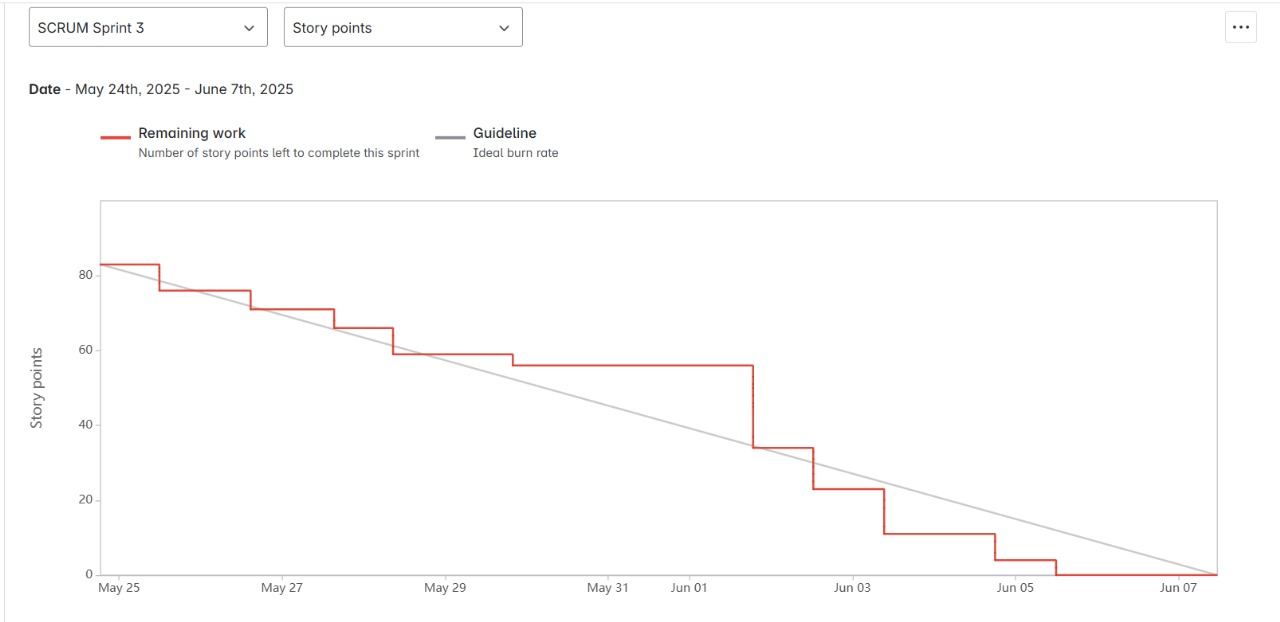 SCRUM Sprint 3 Story points
Date - May 24th, 2025 - June 7th, 2025
Remaining work
Number of story points left to complete this sprint
Guideline
Ideal burn rate
Story points
80
60
40
20
0
May 25 May 27 May 29 May 31 Jun 01 Jun 03 Jun 05 Jun 07